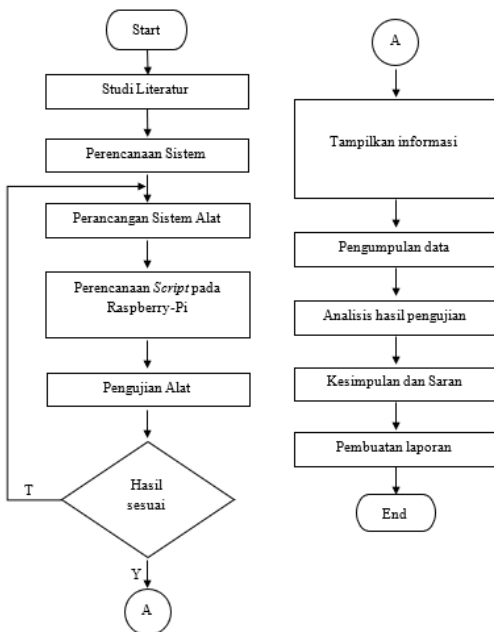 Start
Studi Literatur
Perencanaan Sistem
Perancangan Sistem Alat
Perencanaan Script pada
Raspberry-Pi
Pengujian Alat
Hasil
sesuai
T
Y
A
A
Tampilkan informasi
Pengumpulan data
Analisis hasil pengujian
Kesimpulan dan Saran
Pembuatan laporan
End